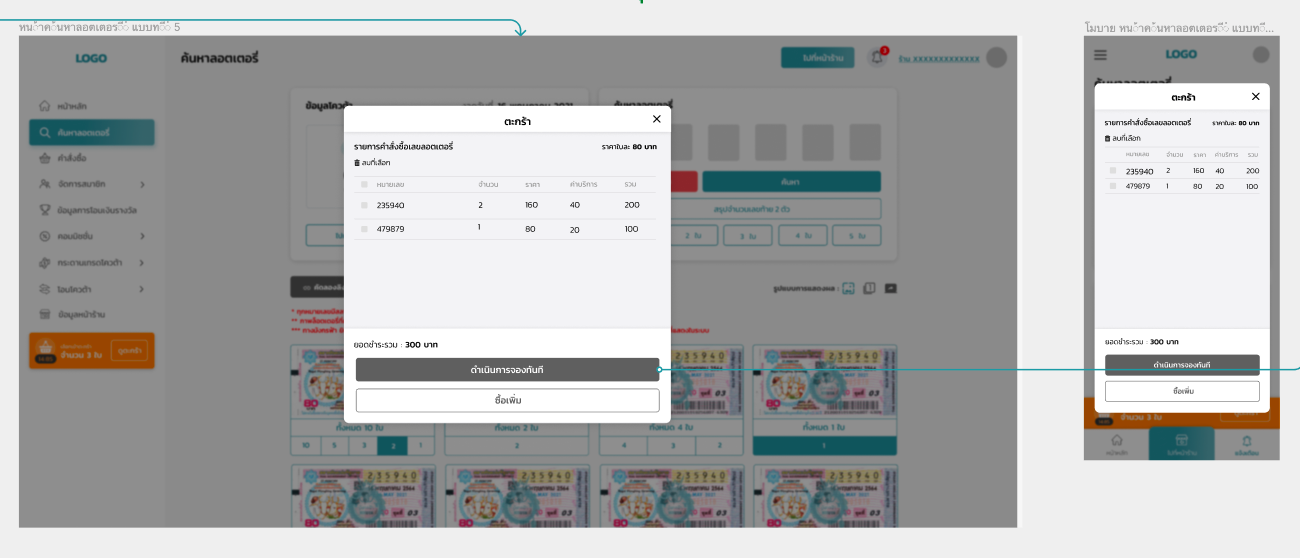 หน้าค้นหาลอตเตอรี่ แบบที่ 5
LOGO
ค้นหาลอตเตอรี่
ไปที่หน้าร้าน
ร้าน XXXXXXXXXXXXX
หน้าหลัก
ค้นหาลอตเตอรี่
คำสั่งซื้อ
จัดการสมาชิก
ข้อมูลการโอนเงินรางวัล
คอมมิชชั่น
กระดานเทรดโควต้า
โอนโควต้า
ข้อมูลหน้าร้าน
จำนวน 3 ใบ
ดูตะกร้า
ข้อมูลโควต้า
ตะกร้า
รายการคำสั่งซื้อเลขลอตเตอรี่
ราคาใบละ 80 บาท
ลบที่เลือก
หมายเลข จำนวน ราคา ค่าบริการ รวม
235940 2 160 40 200
479879 1 80 20 100
ยอดชำระรวม : 300 บาท
ดำเนินการจองทันที
ซื้อเพิ่ม
ค้นหา
สรุปจำนวนเลขท้าย 2 ตัว
2 ใบ 3 ใบ 4 ใบ 5 ใบ
รูปแบบการแสดงผล :
235940 235940
03 03
ทั้งหมด 10 ใบ ทั้งหมด 2 ใบ ทั้งหมด 4 ใบ ทั้งหมด 1 ใบ
10 5 3 2 1 2 4 3 2 1
235940 235940 235940 235940
03 03 03 03
โมบาย หน้าค้นหาลอตเตอรี่ แบบที่...
LOGO
ตะกร้า
รายการคำสั่งซื้อเลขลอตเตอรี่
ราคาใบละ 80 บาท
ลบที่เลือก
หมายเลข จำนวน ราคา ค่าบริการ รวม
235940 2 160 40 200
479879 1 80 20 100
ยอดชำระรวม : 300 บาท
ดำเนินการจองทันที
ซื้อเพิ่ม
จำนวน 3 ใบ
หน้าหลัก
ไปที่หน้าร้าน
แจ้งเตือน